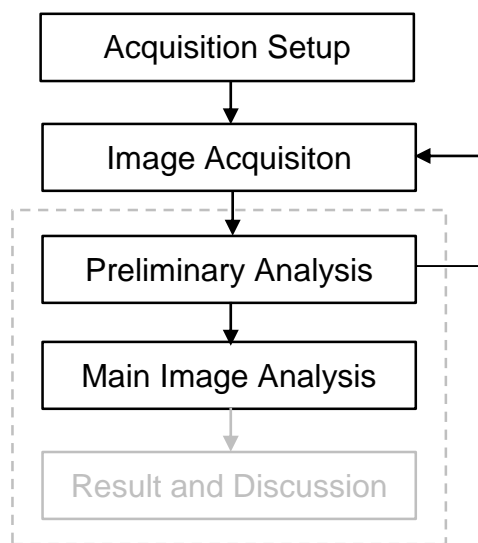 Acquisition Setup
Image Acquisiton
Preliminary Analysis
Main Image Analysis
Result and Discussion